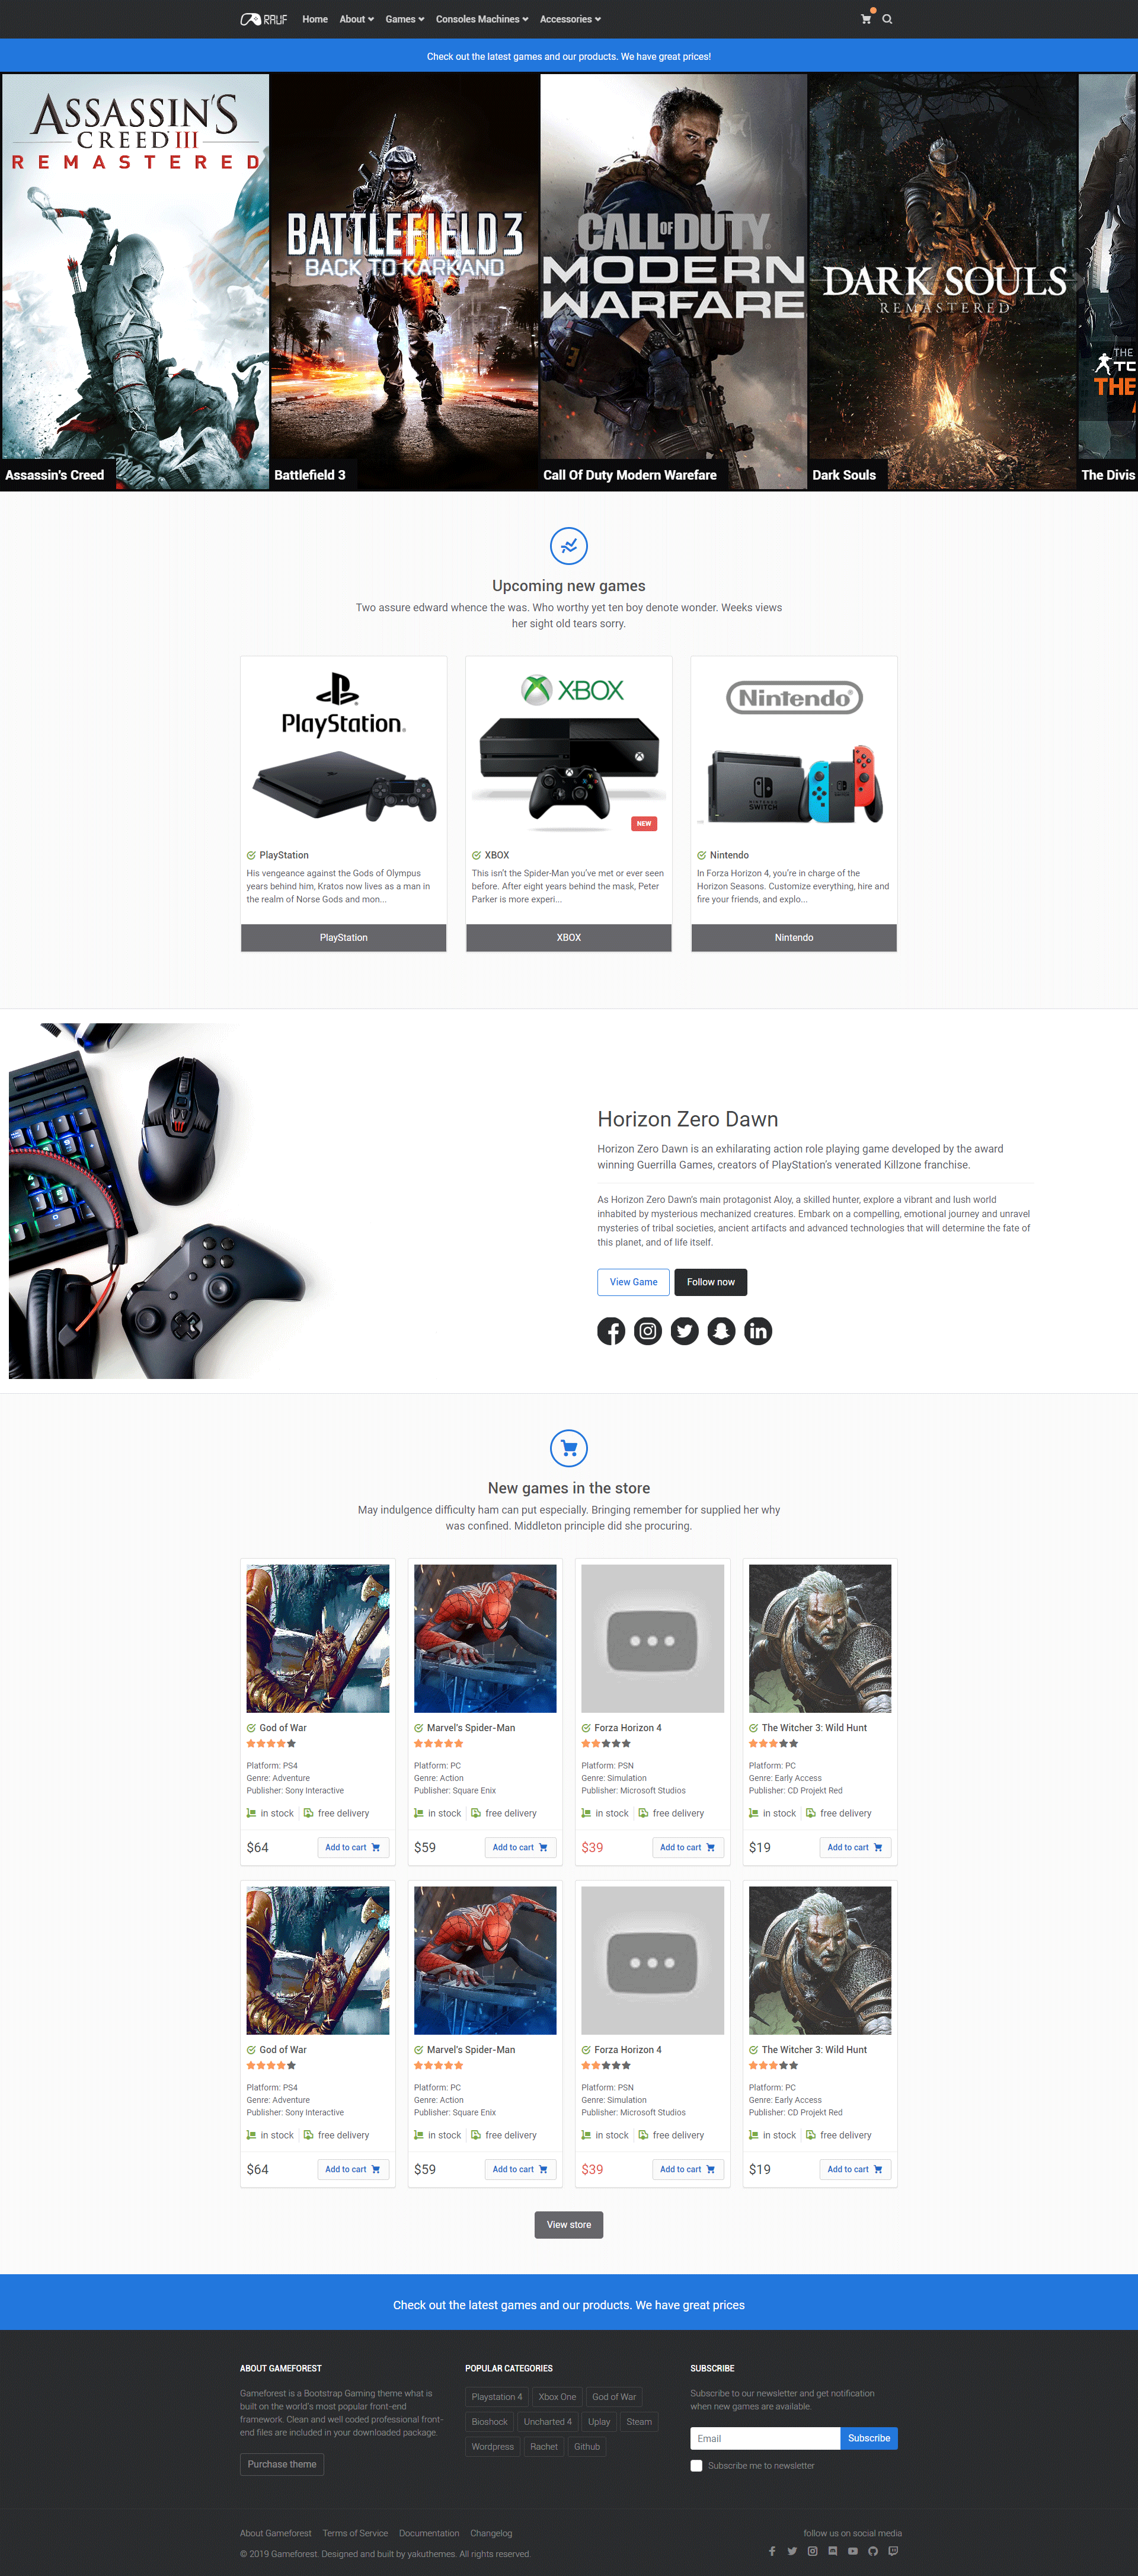 RAUF Home About Games Consoles Machines Accessories
Check out the latest games and our products. We have great prices!
ASSASSIN'S
CREED III
REMASTERED
Assassin's Creed
BATTLEFIELD 3
BACK TO KARKAND
Battlefield 3
CALL OF DUTY
MODERN
WARFARE
Call Of Duty Modern Warefare
DARK SOULS
REMASTERED
Dark Souls
THE
TC
THE
The Divis
Upcoming new games
Two assure edward whence the was. Who worthy yet ten boy denote wonder. Weeks views
her sight old tears sorry.
PlayStation
PlayStation
His vengeance against the Gods of Olympus
years behind him, Kratos now lives as a man in
the realm of Norse Gods and mon...
PlayStation
XBOX
NEW
XBOX
This isn't the Spider-Man you've met or ever seen
before. After eight years behind the mask, Peter
Parker is more experi...
XBOX
Nintendo
NINTENDO
SWITCH
Nintendo
In Forza Horizon 4, you're in charge of the
Horizon Seasons. Customize everything, hire and
fire your friends, and explo...
Nintendo
Horizon Zero Dawn
Horizon Zero Dawn is an exhilarating action role playing game developed by the award
winning Guerrilla Games, creators of PlayStation's venerated Killzone franchise.
As Horizon Zero Dawn's main protagonist Aloy, a skilled hunter, explore a vibrant and lush world
inhabited by mysterious mechanized creatures. Embark on a compelling, emotional journey and unravel
mysteries of tribal societies, ancient artifacts and advanced technologies that will determine the fate of
this planet, and of life itself.
View Game Follow now
New games in the store
May indulgence difficulty ham can put especially. Bringing remember for supplied her why
was confined. Middleton principle did she procuring.
God of War
Platform: PS4
Genre: Adventure
Publisher: Sony Interactive
in stock free delivery
$64 Add to cart
Marvel's Spider-Man
Platform: PC
Genre: Action
Publisher: Square Enix
in stock free delivery
$59 Add to cart
Forza Horizon 4
Platform: PSN
Genre: Simulation
Publisher: Microsoft Studios
in stock free delivery
$39 Add to cart
The Witcher 3: Wild Hunt
Platform: PC
Genre: Early Access
Publisher: CD Projekt Red
in stock free delivery
$19 Add to cart
God of War
Platform: PS4
Genre: Adventure
Publisher: Sony Interactive
in stock free delivery
$64 Add to cart
Marvel's Spider-Man
Platform: PC
Genre: Action
Publisher: Square Enix
in stock free delivery
$59 Add to cart
Forza Horizon 4
Platform: PSN
Genre: Simulation
Publisher: Microsoft Studios
in stock free delivery
$39 Add to cart
The Witcher 3: Wild Hunt
Platform: PC
Genre: Early Access
Publisher: CD Projekt Red
in stock free delivery
$19 Add to cart
View store
Check out the latest games and our products. We have great prices
ABOUT GAMEFOREST
Gameforest is a Bootstrap Gaming theme what is
built on the world's most popular front-end
framework. Clean and well coded professional front-
end files are included in your downloaded package.
Purchase theme
POPULAR CATEGORIES
Playstation 4 Xbox One God of War
Bioshock Uncharted 4 Uplay Steam
Wordpress Rachet Github
SUBSCRIBE
Subscribe to our newsletter and get notification
when new games are available.
Email Subscribe
Subscribe me to newsletter
About Gameforest Terms of Service Documentation Changelog
© 2019 Gameforest. Designed and built by yakuthemes. All rights reserved.
follow us on social media